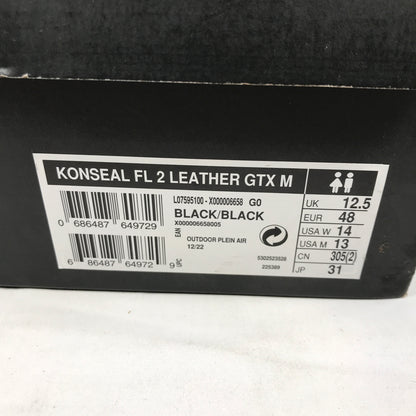 KONSEAL FL 2 LEATHER GTX M
L07595100 - X000006658 G0
BLACK/BLACK
X000006658005
0 686487 649729
EAN
OUTDOOR PLEIN AIR
12/22
6 86487 64972 9
UPC
5302523528
225389
UK 12.5
EUR 48
USA W 14
USA M 13
CN 305(2)
JP 31